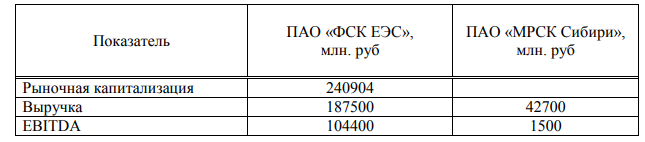 Показатель
ПАО «ФСК ЕЭС», млн. руб
ПАО «МРСК Сибири», млн. руб
Рыночная капитализация 240904
Выручка 187500 42700
EBITDA 104400 1500